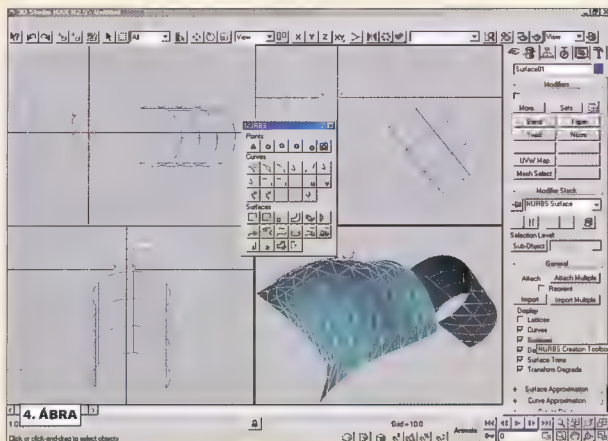 3D Studio MAX R2.5 - Untitled
All
View
X Y Z XY
View
Surface01
Modifiers
More Sets
Bend Taper
Twist Noise
UVW Map
Mesh Select
Modifier Stack
NURBS Surface
Selection Level:
Sub-Object
General
Attach Attach Multiple
Reorient
Import Import Multiple
Display
Lattices
Curves
Surfaces
NURBS Creation Toolbox
Surface Trims
Transform Degrade
Surface Approximation
Curve Approximation
NURBS
Points
Curves
Surfaces
4. ÁBRA
Grid = 10.0
Animate
0
Click or click-and-drag to select objects